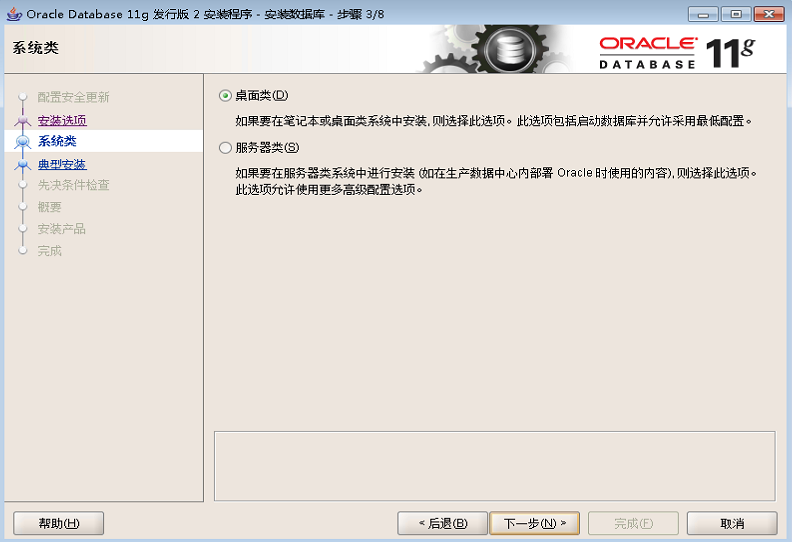 Oracle Database 11g 发行版 2 安装程序 - 安装数据库 - 步骤 3/8
系统类
ORACLE
DATABASE 11g
配置安全更新
安装选项
系统类
典型安装
先决条件检查
概要
安装产品
完成
桌面类(D)
如果要在笔记本或桌面类系统中安装,则选择此选项。此选项包括启动数据库并允许采用最低配置。
服务器类(S)
如果要在服务器类系统中进行安装 (如在生产数据中心内部署 Oracle 时使用的内容),则选择此选项。
此选项允许使用更多高级配置选项。
帮助(H)
< 后退(B)
下一步(N) >
完成(F)
取消